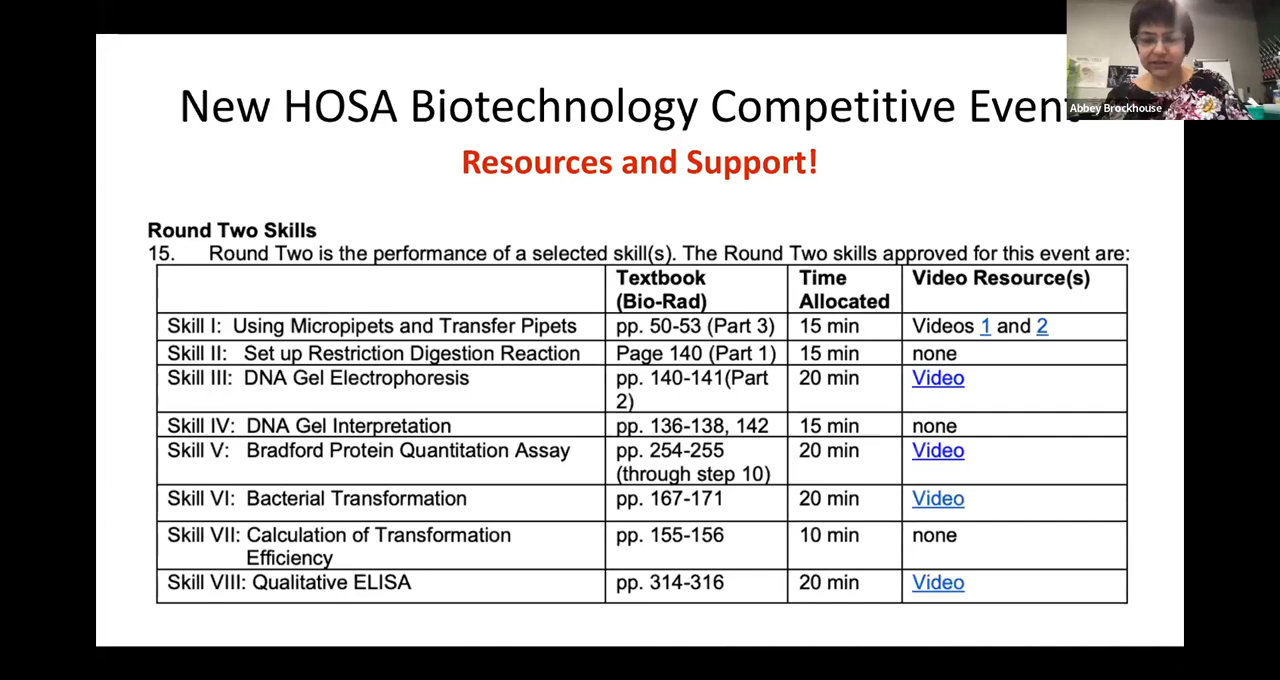 New HOSA Biotechnology Competitive Event
Abbey Brockhouse
Resources and Support!
Round Two Skills
15. Round Two is the performance of a selected skill(s). The Round Two skills approved for this event are:
Textbook (Bio-Rad) Time Allocated Video Resource(s)
Skill I: Using Micropipets and Transfer Pipets pp. 50-53 (Part 3) 15 min Videos 1 and 2
Skill II: Set up Restriction Digestion Reaction Page 140 (Part 1) 15 min none
Skill III: DNA Gel Electrophoresis pp. 140-141(Part 2) 20 min Video
Skill IV: DNA Gel Interpretation pp. 136-138, 142 15 min none
Skill V: Bradford Protein Quantitation Assay pp. 254-255 (through step 10) 20 min Video
Skill VI: Bacterial Transformation pp. 167-171 20 min Video
Skill VII: Calculation of Transformation Efficiency pp. 155-156 10 min none
Skill VIII: Qualitative ELISA pp. 314-316 20 min Video